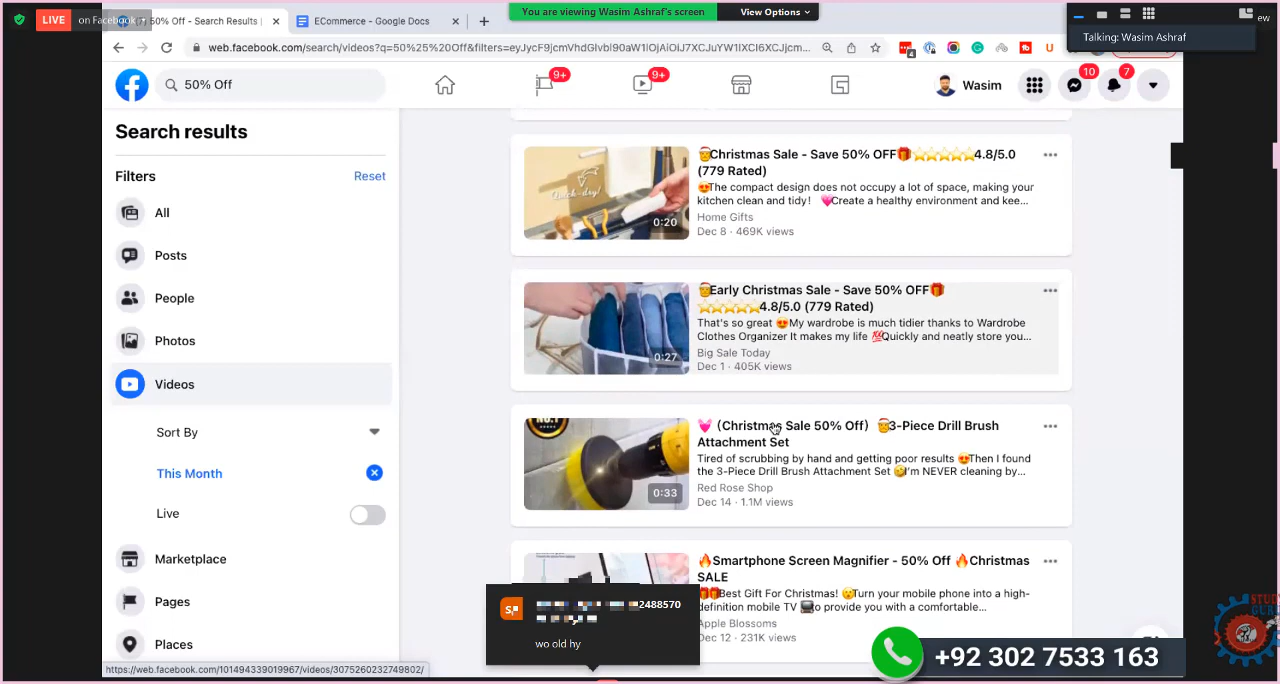 LIVE on Facebook
50% Off - Search Results
ECommerce - Google Docs
You are viewing Wasim Ashraf's screen
View Options
ew
Talking: Wasim Ashraf
web.facebook.com/search/videos?q=50%25%20Off&filters=eyJycF9jcmVhdGlvbl90aW1lOjAiOiJ7XCJuYW1lXCI6XCJjcm...
4
U
50% Off
9+
9+
Wasim
10
7
Search results
Filters
Reset
All
Posts
People
Photos
Videos
Sort By
This Month
Live
Marketplace
Pages
Places
Quick-dry!
0:20
🎅Christmas Sale - Save 50% OFF🎁⭐⭐⭐⭐⭐4.8/5.0
(779 Rated)
😍The compact design does not occupy a lot of space, making your
kitchen clean and tidy! 💗Create a healthy environment and kee...
Home Gifts
Dec 8 · 469K views
0:27
🎅Early Christmas Sale - Save 50% OFF🎁
⭐⭐⭐⭐⭐4.8/5.0 (779 Rated)
That's so great 😍My wardrobe is much tidier thanks to Wardrobe
Clothes Organizer It makes my life 💯Quickly and neatly store you...
Big Sale Today
Dec 1 · 405K views
NO.1
0:33
💓 (Christmas Sale 50% Off) 🎅3-Piece Drill Brush
Attachment Set
Tired of scrubbing by hand and getting poor results 😍Then I found
the 3-Piece Drill Brush Attachment Set 🤣I'm NEVER cleaning by...
Red Rose Shop
Dec 14 · 1.1M views
🔥Smartphone Screen Magnifier - 50% Off 🔥Christmas
SALE
🎁🎁Best Gift For Christmas! 😮Turn your mobile phone into a high-
definition mobile TV 📺to provide you with a comfortable...
Apple Blossoms
Dec 12 · 231K views
2488570
wo old hy
https://web.facebook.com/101494339019967/videos/3075260232749802/
+92 302 7533 163